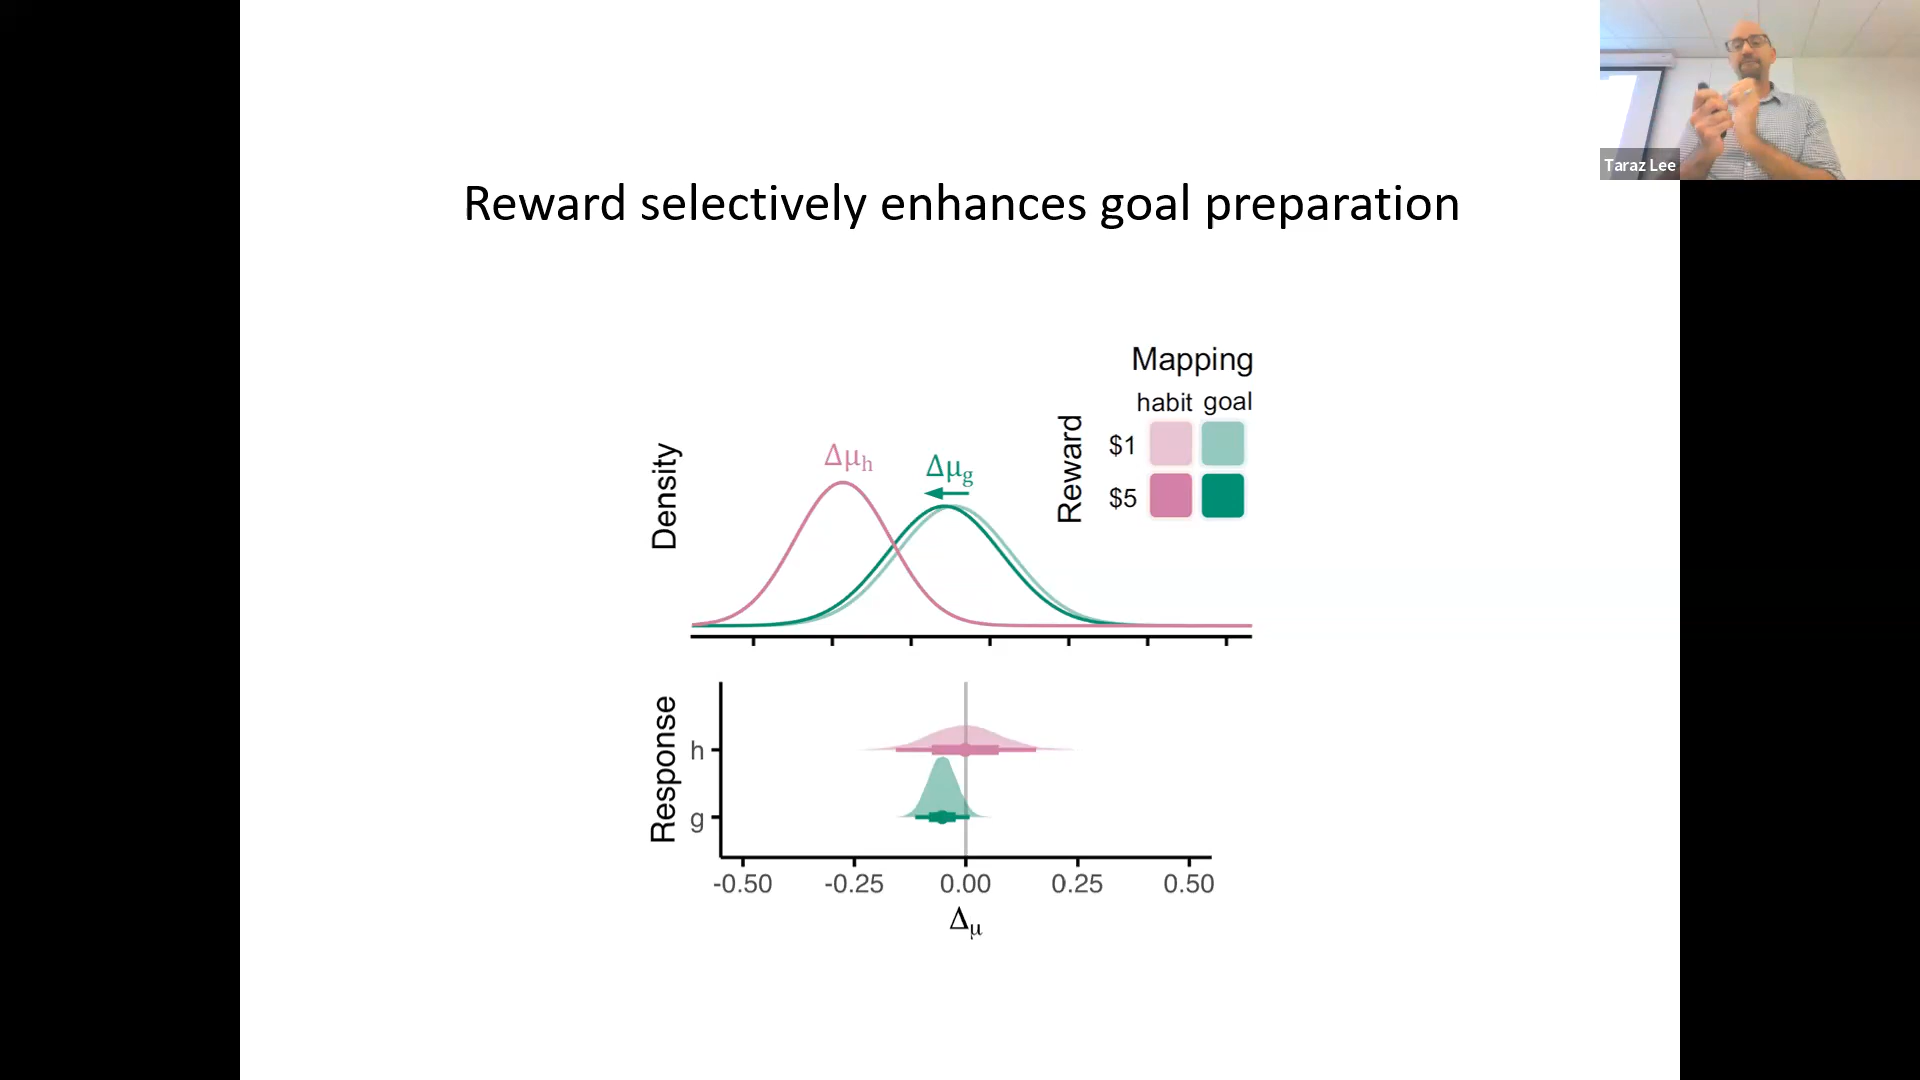 Taraz Lee
Reward selectively enhances goal preparation
Mapping
habit goal
Reward
$1
$5
Density
Δμh
Δμg
Response
h
g
-0.50 -0.25 0.00 0.25 0.50
Δμ